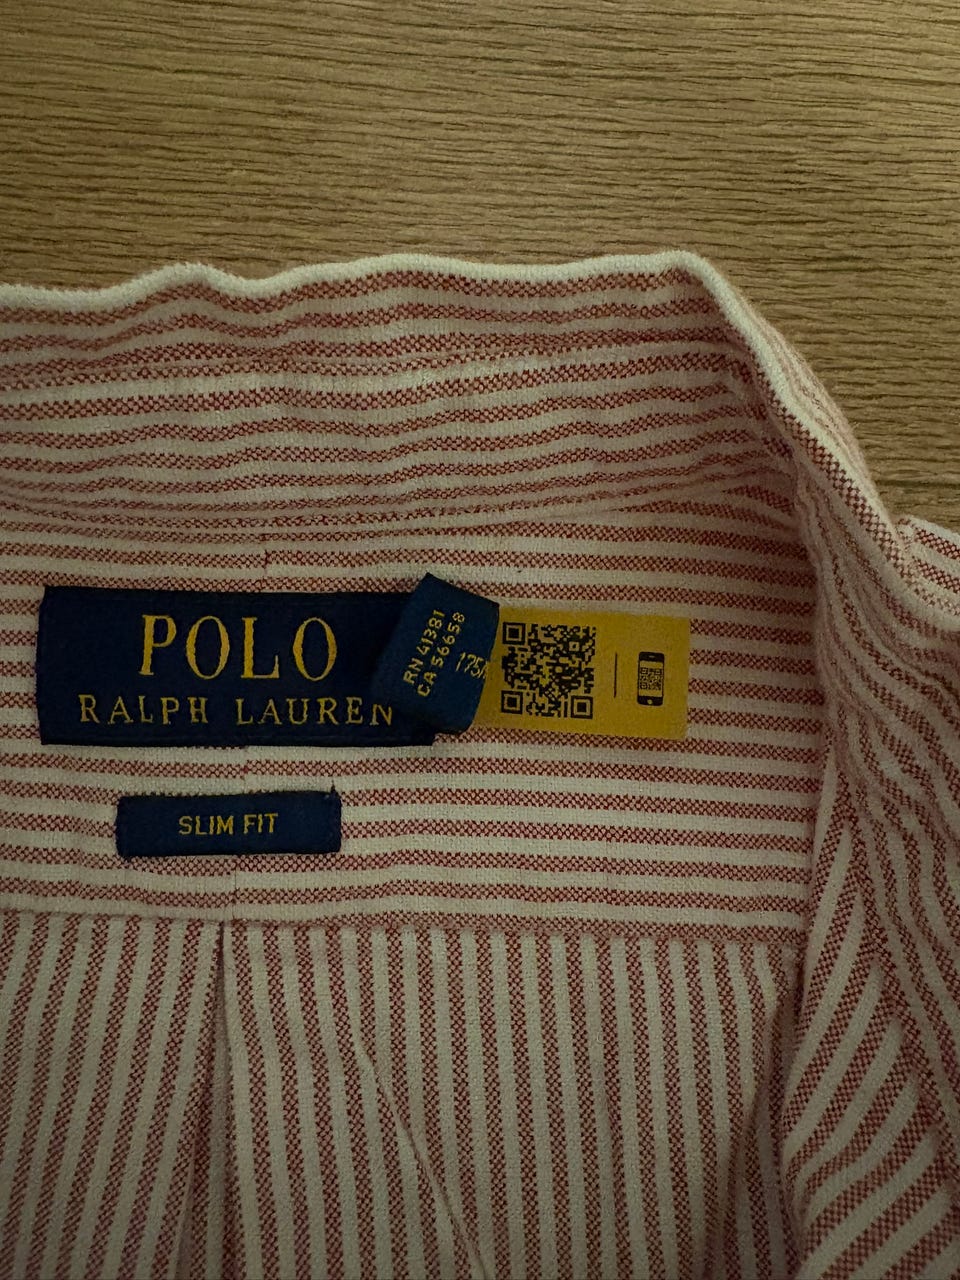 POLO
RALPH LAUREN
RN 41381
CA 56658
SLIM FIT